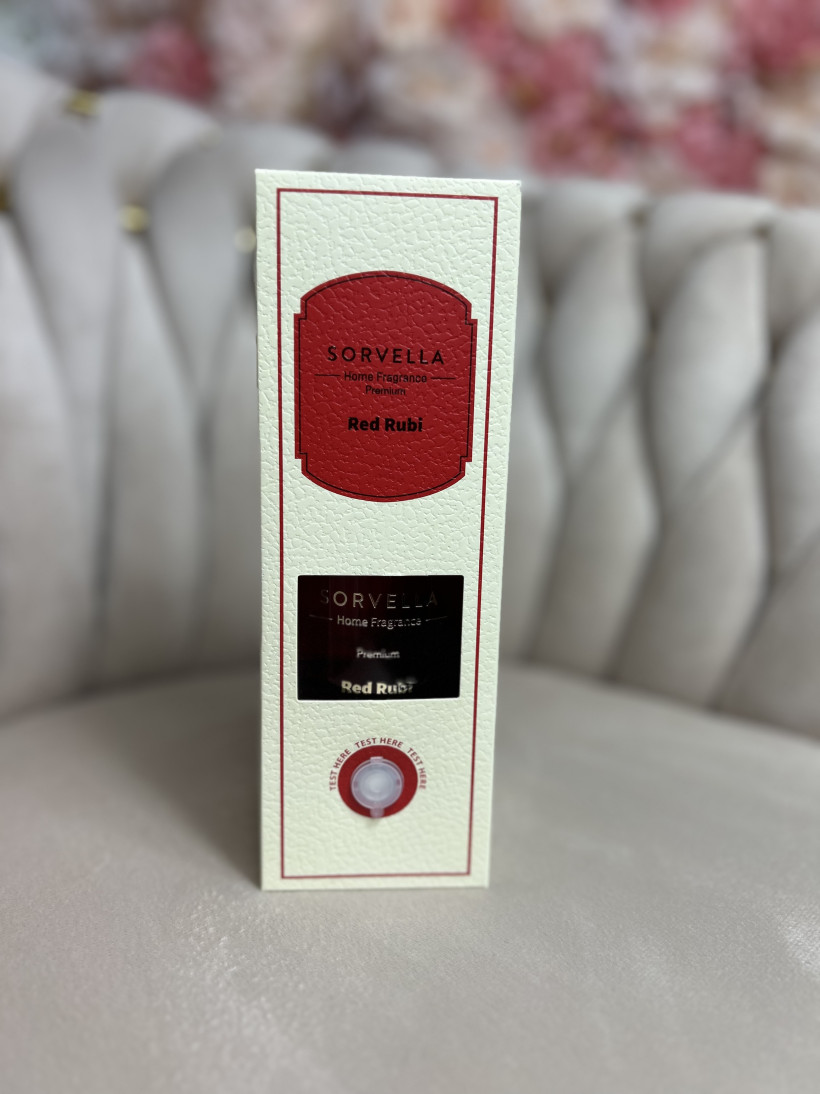 SORVELLA
Home Fragrance
Premium
Red Rubi
SORVELLA
Home Fragrance
Premium
Red Rubi
TEST HERE TEST HERE TEST HERE